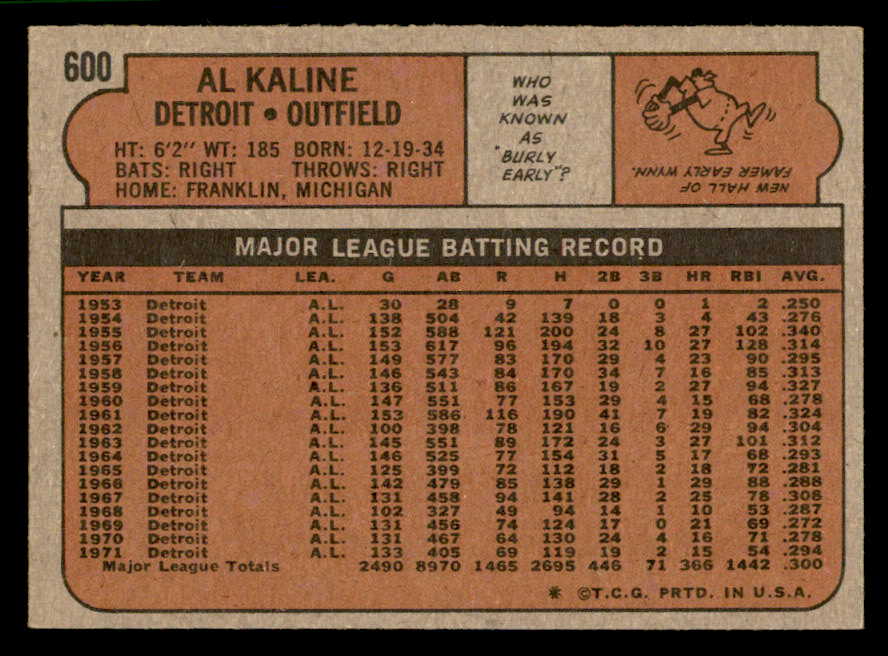 600
AL KALINE
DETROIT • OUTFIELD
HT: 6'2" WT: 185 BORN: 12-19-34
BATS: RIGHT THROWS: RIGHT
HOME: FRANKLIN, MICHIGAN
WHO
WAS
KNOWN
AS
"BURLY
EARLY"?
NEW HALL OF
FAMER EARLY WYNN.
MAJOR LEAGUE BATTING RECORD
YEAR TEAM LEA. G AB R H 2B 3B HR RBI AVG.
1953 Detroit A.L. 30 28 9 7 0 0 1 2 .250
1954 Detroit A.L. 138 504 42 139 18 3 4 43 .276
1955 Detroit A.L. 152 588 121 200 24 8 27 102 .340
1956 Detroit A.L. 153 617 96 194 32 10 27 128 .314
1957 Detroit A.L. 149 577 83 170 29 4 23 90 .295
1958 Detroit A.L. 146 543 84 170 34 7 16 85 .313
1959 Detroit A.L. 136 511 86 167 19 2 27 94 .327
1960 Detroit A.L. 147 551 77 153 29 4 15 68 .278
1961 Detroit A.L. 153 586 116 190 41 7 19 82 .324
1962 Detroit A.L. 100 398 78 121 16 6 29 94 .304
1963 Detroit A.L. 145 551 89 172 24 3 27 101 .312
1964 Detroit A.L. 146 525 77 154 31 5 17 68 .293
1965 Detroit A.L. 125 399 72 112 18 2 18 72 .281
1966 Detroit A.L. 142 479 85 138 29 1 29 88 .288
1967 Detroit A.L. 131 458 94 141 28 2 25 78 .308
1968 Detroit A.L. 102 327 49 94 14 1 10 53 .287
1969 Detroit A.L. 131 456 74 124 17 0 21 69 .272
1970 Detroit A.L. 131 467 64 130 24 4 16 71 .278
1971 Detroit A.L. 133 405 69 119 19 2 15 54 .294
Major League Totals 2490 8970 1465 2695 446 71 366 1442 .300
* ©T.C.G. PRTD. IN U.S.A.